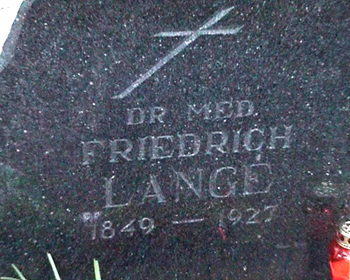 DR MED.
FRIEDRICH
LANGE
1849 — 1927